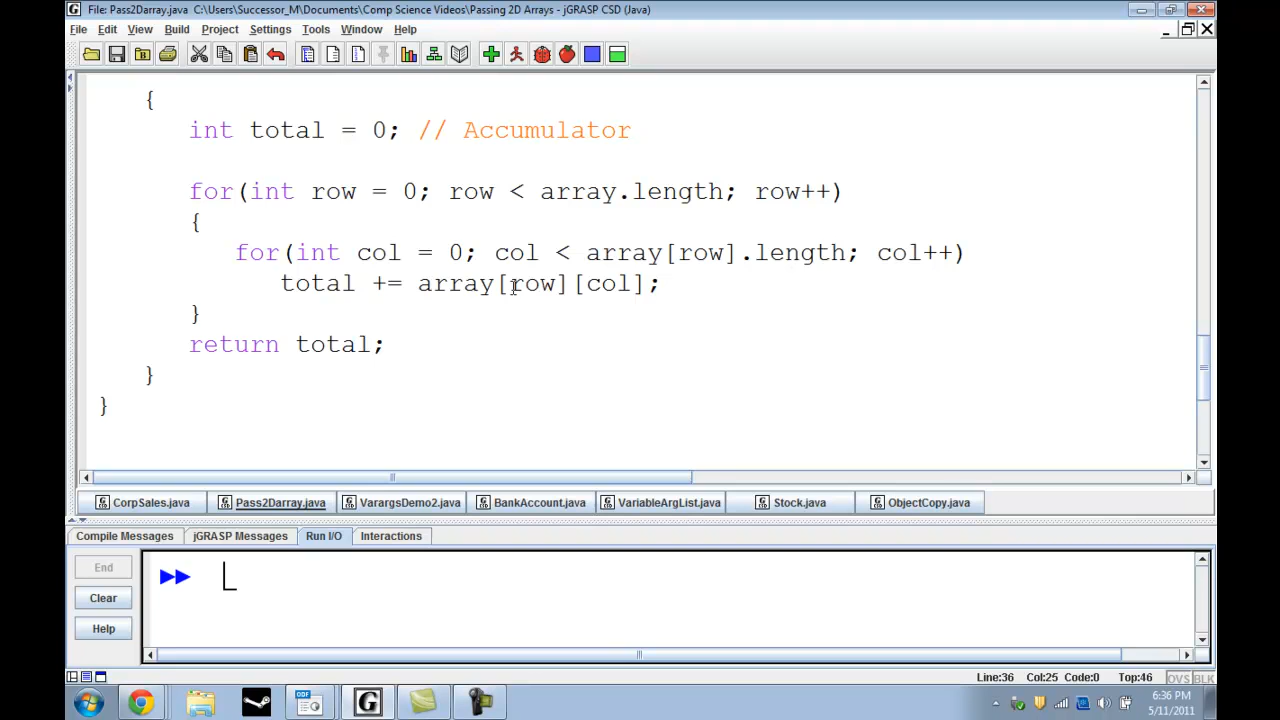 File: Pass2Darray.java  C:\Users\Successor_M\Documents\Comp Science Videos\Passing 2D Arrays - jGRASP CSD (Java)
File Edit View Build Project Settings Tools Window Help
{
int total = 0; // Accumulator
for(int row = 0; row < array.length; row++)
{
for(int col = 0; col < array[row].length; col++)
total += array[row][col];
}
return total;
}
}
CorpSales.java Pass2Darray.java VarargsDemo2.java BankAccount.java VariableArgList.java Stock.java ObjectCopy.java
Compile Messages jGRASP Messages Run I/O Interactions
End
Clear
Help
Line:36 Col:25 Code:0 Top:46 OVS BLK
6:36 PM
5/11/2011